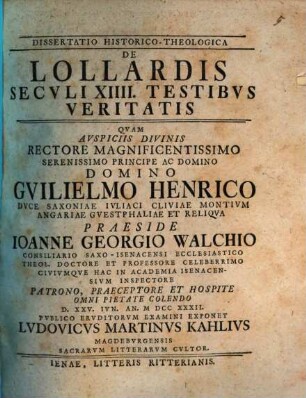 DISSERTATIO HISTORICO-THEOLOGICA
DE
LOLLARDIS
SECVLI XIIII. TESTIBVS
VERITATIS
QVAM
AVSPICIIS DIVINIS
RECTORE MAGNIFICENTISSIMO
SERENISSIMO PRINCIPE AC DOMINO
DOMINO
GVILIELMO HENRICO
DVCE SAXONIAE IVLIACI CLIVIAE MONTIVM
ANGARIAE GVESTPHALIAE ET RELIQVA
PRAESIDE
IOANNE GEORGIO WALCHIO
CONSILIARIO SAXO-ISENACENSI ECCLESIASTICO
THEOL. DOCTORE ET PROFESSORE CELEBERRIMO
CIVIVMQVE HAC IN ACADEMIA ISENACEN-
SIVM INSPECTORE
PATRONO, PRAECEPTORE ET HOSPITE
OMNI PIETATE COLENDO
D. XXV. IVN. AN. M DCC XXXII.
PVBLICO ERVDITORVM EXAMINI EXPONET
LVDOVICVS MARTINVS KAHLIVS
MAGDEBVRGENSIS
SACRARVM LITTERARVM CVLTOR.
IENAE, LITTERIS RITTERIANIS.